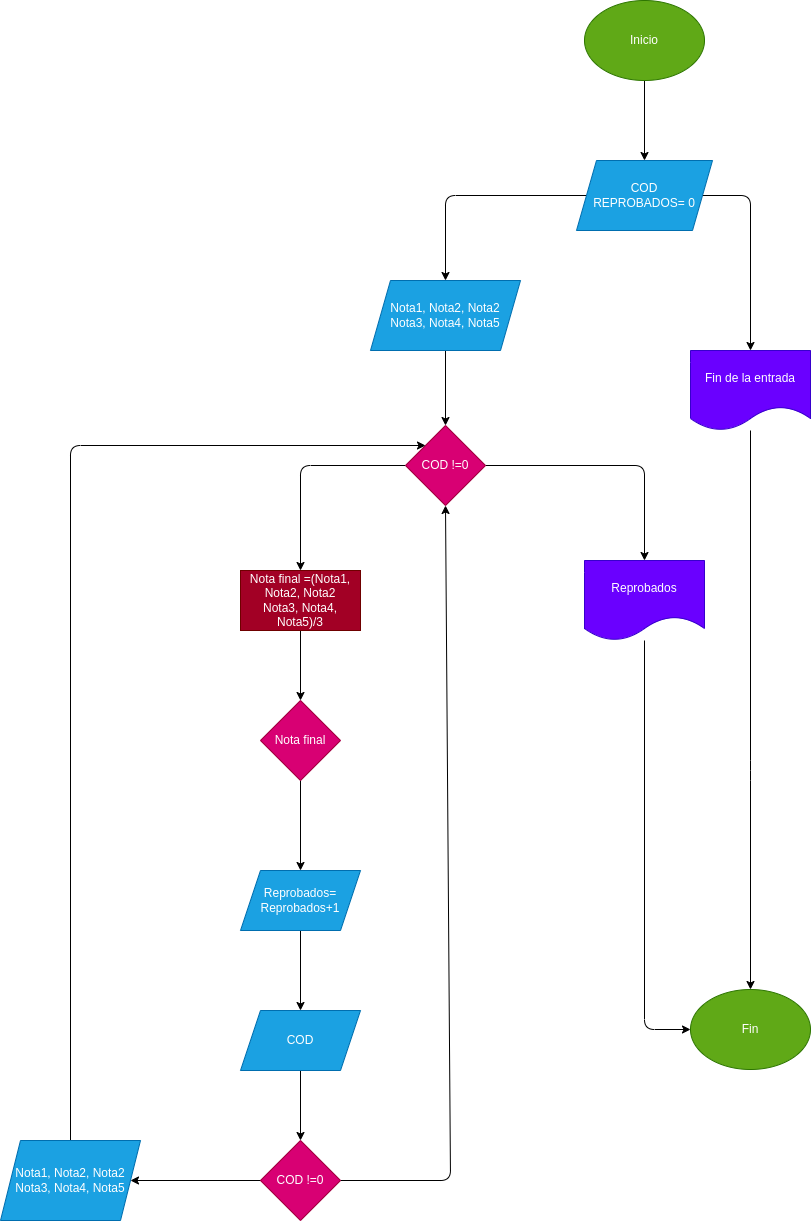 Inicio
COD
REPROBADOS= 0
Nota1, Nota2, Nota2
Nota3, Nota4, Nota5
Fin de la entrada
COD !=0
Nota final =(Nota1,
Nota2, Nota2
Nota3, Nota4,
Nota5)/3
Reprobados
Nota final
Reprobados=
Reprobados+1
COD
Fin
Nota1, Nota2, Nota2
Nota3, Nota4, Nota5
COD !=0